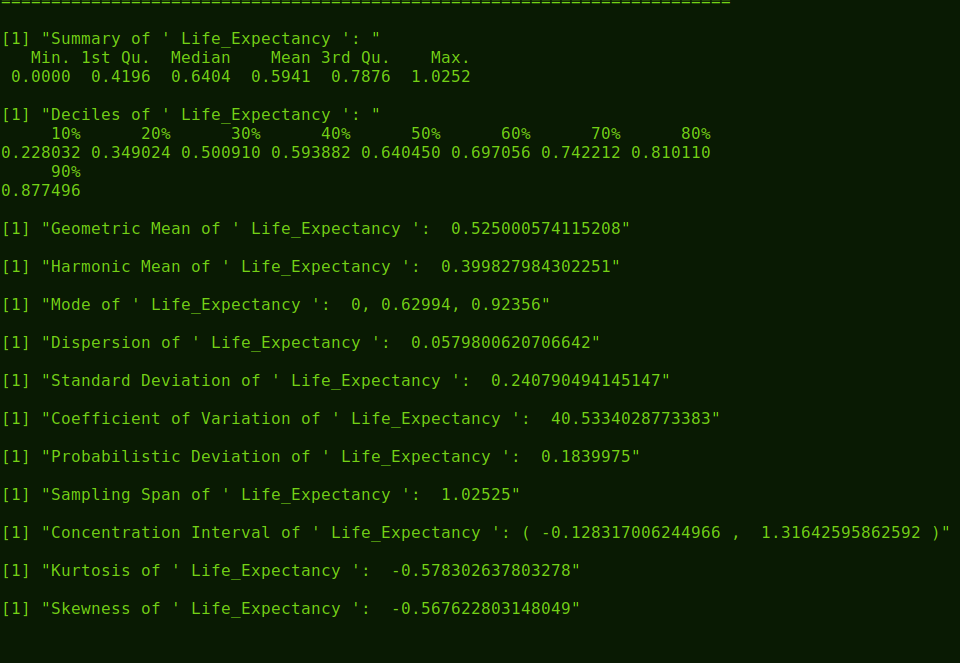 =========================================================================
[1] "Summary of ' Life_Expectancy ': "
   Min. 1st Qu.  Median    Mean 3rd Qu.    Max.
 0.0000  0.4196  0.6404  0.5941  0.7876  1.0252
[1] "Deciles of ' Life_Expectancy ': "
     10%      20%      30%      40%      50%      60%      70%      80%
0.228032 0.349024 0.500910 0.593882 0.640450 0.697056 0.742212 0.810110
     90%
0.877496
[1] "Geometric Mean of ' Life_Expectancy ':  0.525000574115208"
[1] "Harmonic Mean of ' Life_Expectancy ':  0.399827984302251"
[1] "Mode of ' Life_Expectancy ':  0, 0.62994, 0.92356"
[1] "Dispersion of ' Life_Expectancy ':  0.0579800620706642"
[1] "Standard Deviation of ' Life_Expectancy ':  0.240790494145147"
[1] "Coefficient of Variation of ' Life_Expectancy ':  40.5334028773383"
[1] "Probabilistic Deviation of ' Life_Expectancy ':  0.1839975"
[1] "Sampling Span of ' Life_Expectancy ':  1.02525"
[1] "Concentration Interval of ' Life_Expectancy ': ( -0.128317006244966 ,  1.31642595862592 )"
[1] "Kurtosis of ' Life_Expectancy ':  -0.578302637803278"
[1] "Skewness of ' Life_Expectancy ':  -0.567622803148049"